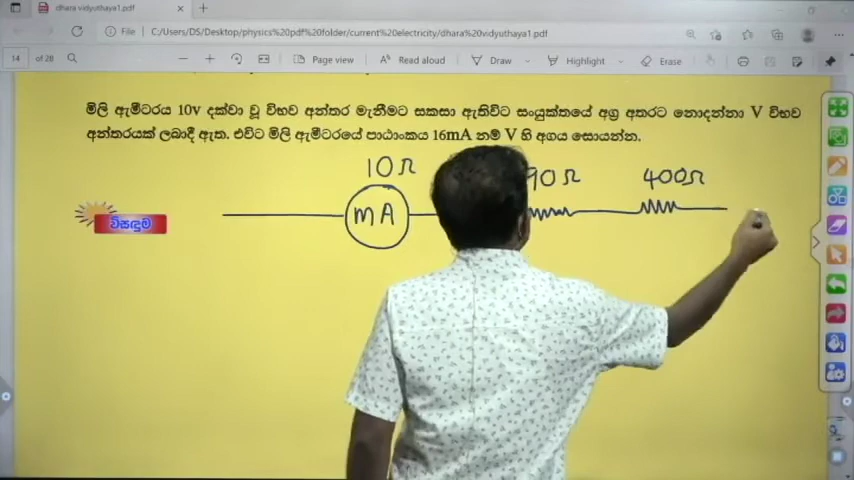 dhara vidyuthaya1.pdf
File
C:/Users/DS/Desktop/physics%20pdf%20folder/current%20electricity/dhara%20vidyuthaya1.pdf
14 of 28
Page view
Read aloud
Draw
Highlight
Erase
මිලි ඇමීටරය 10v දක්වා වූ විභව අන්තර මැනීමට සකසා ඇතිවිට සංයුක්තයේ අග්‍ර අතරට නොදන්නා V විභව
අන්තරයක් ලබාදී ඇත. එවිට මිලි ඇමීටරයේ පාඨාංකය 16mA නම් V හි අගය සොයන්න.
10Ω
90Ω
400Ω
විසඳුම
mA